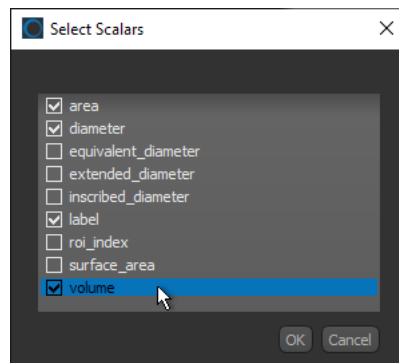 Select Scalars
area
diameter
equivalent_diameter
extended_diameter
inscribed_diameter
label
roi_index
surface_area
volume
OK Cancel